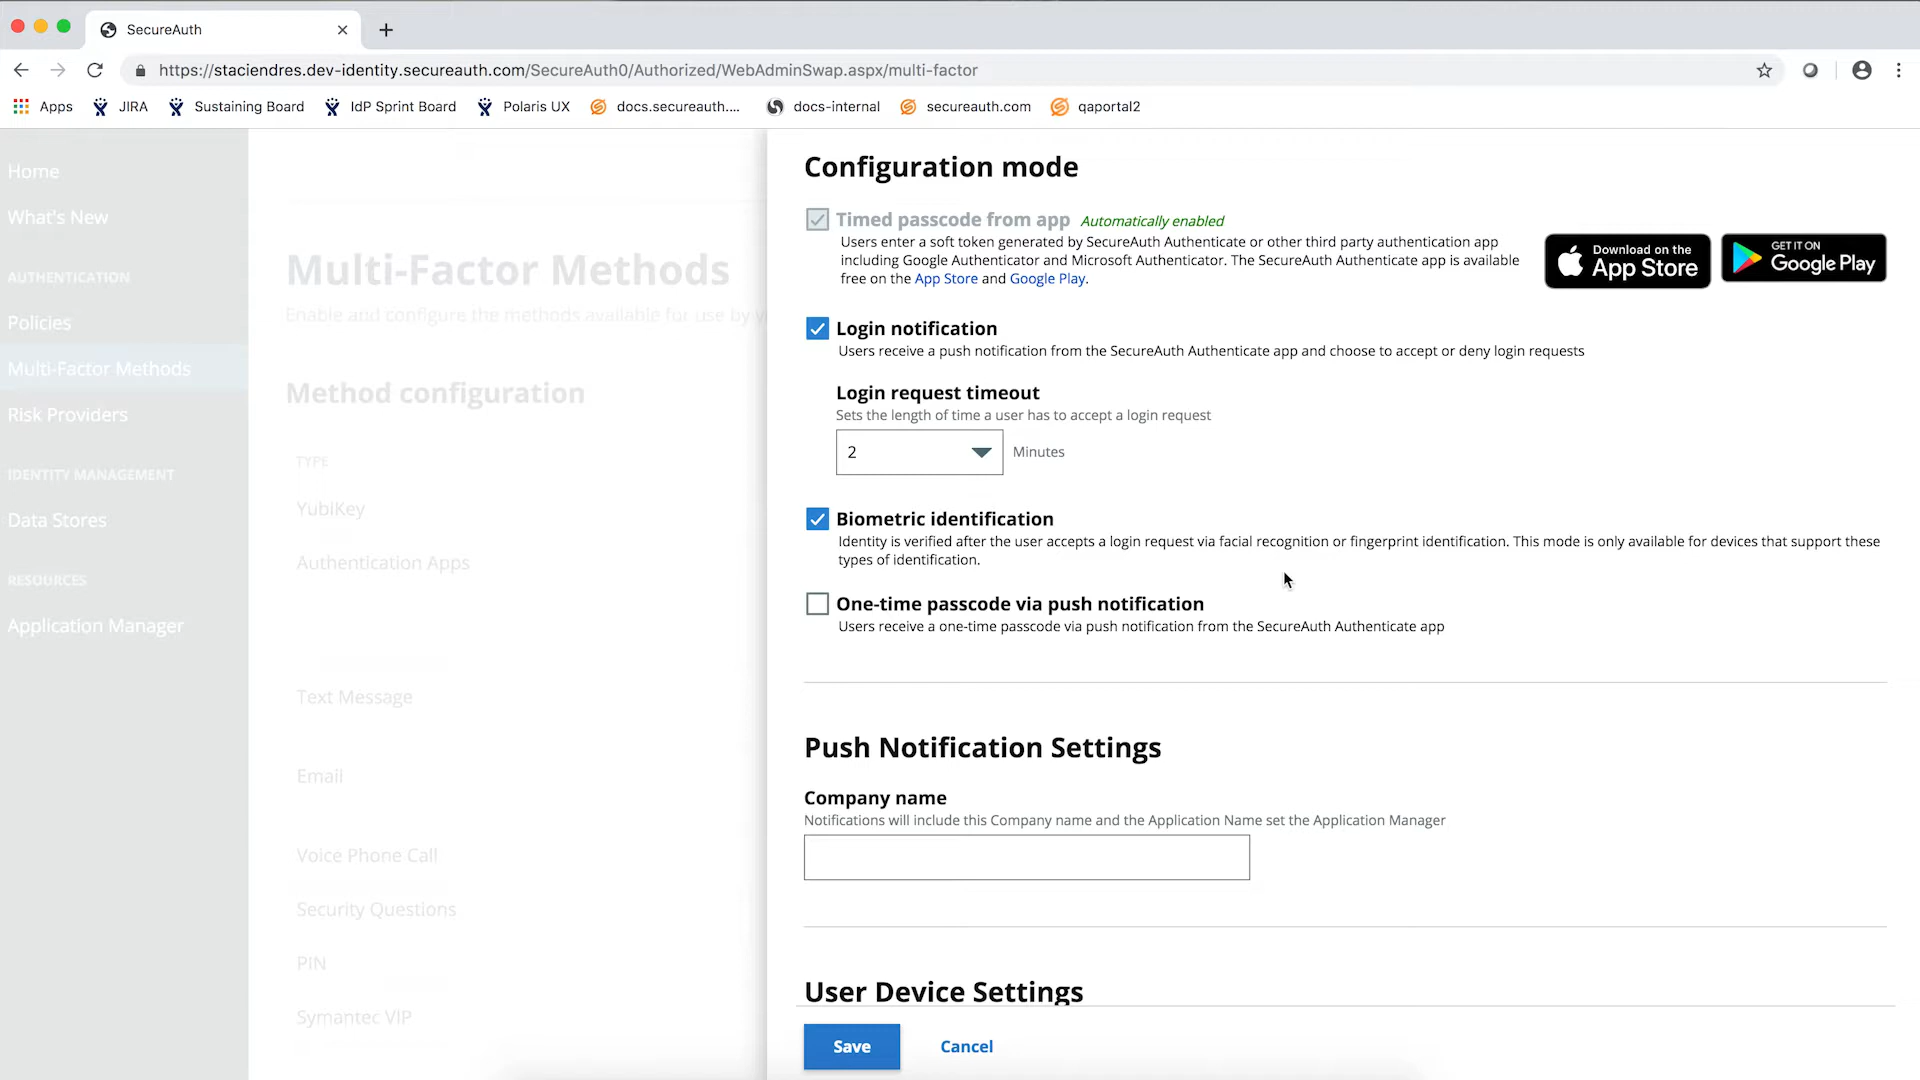 SecureAuth
https://staciendres.dev-identity.secureauth.com/SecureAuth0/Authorized/WebAdminSwap.aspx/multi-factor
Apps JIRA Sustaining Board IdP Sprint Board Polaris UX docs.secureauth.... docs-internal secureauth.com qaportal2
Home
What's New
AUTHENTICATION
Policies
Multi-Factor Methods
Risk Providers
IDENTITY MANAGEMENT
Data Stores
RESOURCES
Application Manager
Multi-Factor Methods
Enable and configure the methods available for use by
Method configuration
TYPE
YubiKey
Authentication Apps
Text Message
Email
Voice Phone Call
Security Questions
PIN
Symantec VIP
Configuration mode
Timed passcode from app Automatically enabled
Users enter a soft token generated by SecureAuth Authenticate or other third party authentication app
including Google Authenticator and Microsoft Authenticator. The SecureAuth Authenticate app is available
free on the App Store and Google Play.
Download on the
App Store
GET IT ON
Google Play
Login notification
Users receive a push notification from the SecureAuth Authenticate app and choose to accept or deny login requests
Login request timeout
Sets the length of time a user has to accept a login request
2 Minutes
Biometric identification
Identity is verified after the user accepts a login request via facial recognition or fingerprint identification. This mode is only available for devices that support these
types of identification.
One-time passcode via push notification
Users receive a one-time passcode via push notification from the SecureAuth Authenticate app
Push Notification Settings
Company name
Notifications will include this Company name and the Application Name set the Application Manager
User Device Settings
Save Cancel